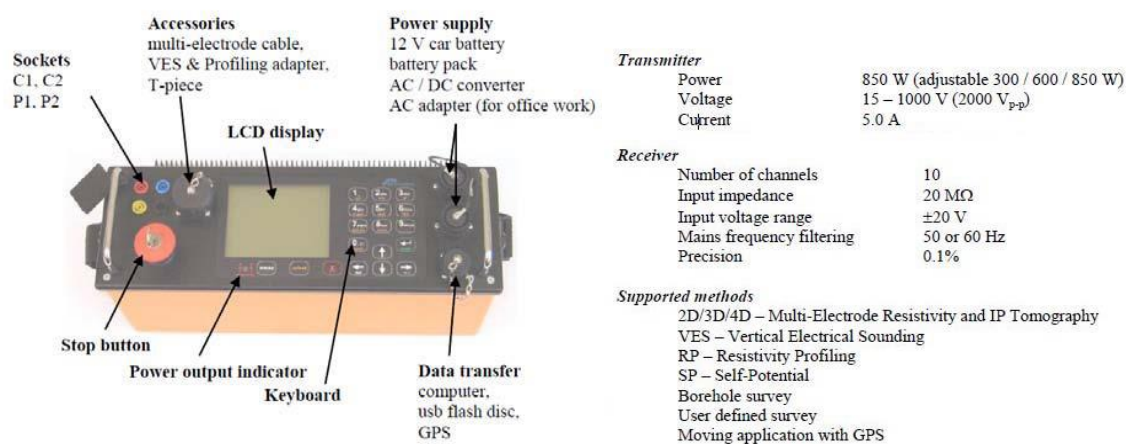 Accessories
multi-electrode cable,
VES & Profiling adapter,
T-piece
Power supply
12 V car battery
battery pack
AC / DC converter
AC adapter (for office work)
Sockets
C1, C2
P1, P2
LCD display
Stop button
Power output indicator
Keyboard
Data transfer
computer,
usb flash disc,
GPS
Transmitter
Power 850 W (adjustable 300 / 600 / 850 W)
Voltage 15 – 1000 V (2000 Vp-p)
Current 5.0 A
Receiver
Number of channels 10
Input impedance 20 MΩ
Input voltage range ±20 V
Mains frequency filtering 50 or 60 Hz
Precision 0.1%
Supported methods
2D/3D/4D – Multi-Electrode Resistivity and IP Tomography
VES – Vertical Electrical Sounding
RP – Resistivity Profiling
SP – Self-Potential
Borehole survey
User defined survey
Moving application with GPS